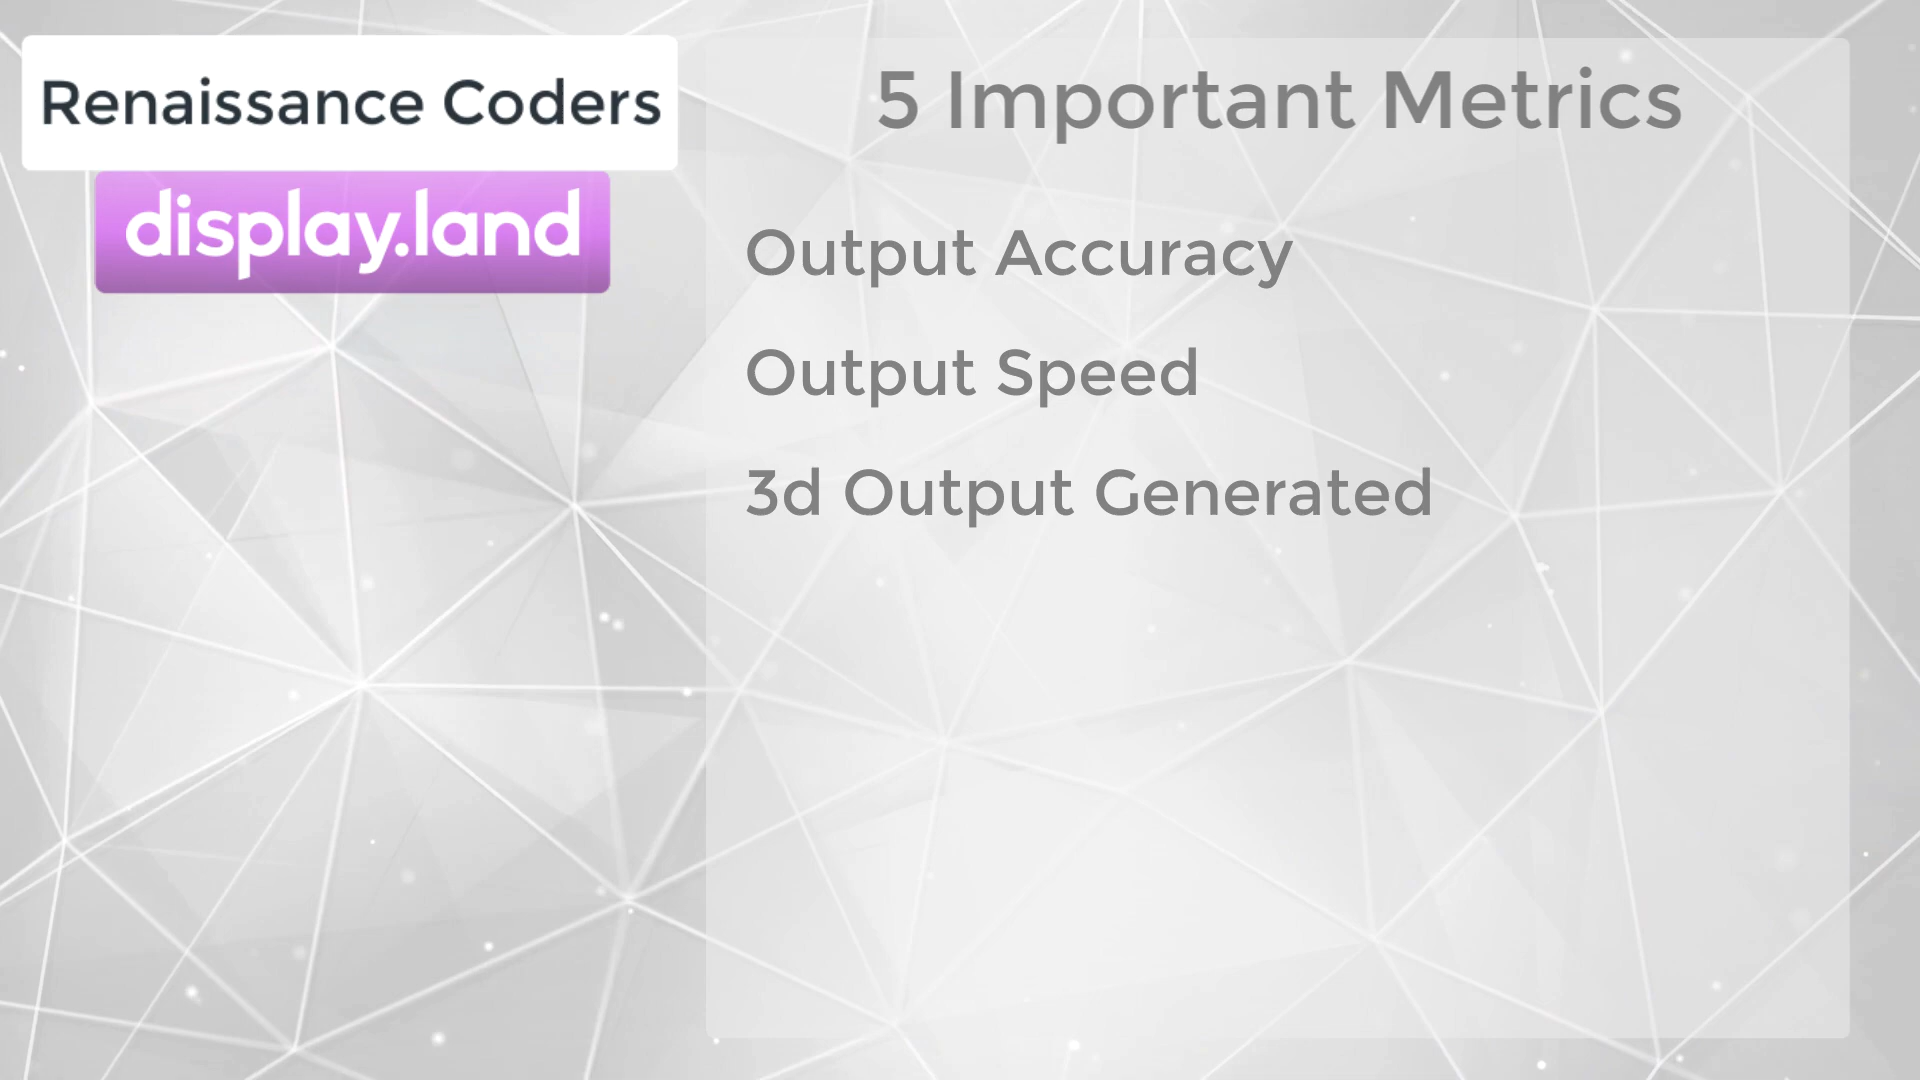 Renaissance Coders
display.land
5 Important Metrics
Output Accuracy
Output Speed
3d Output Generated